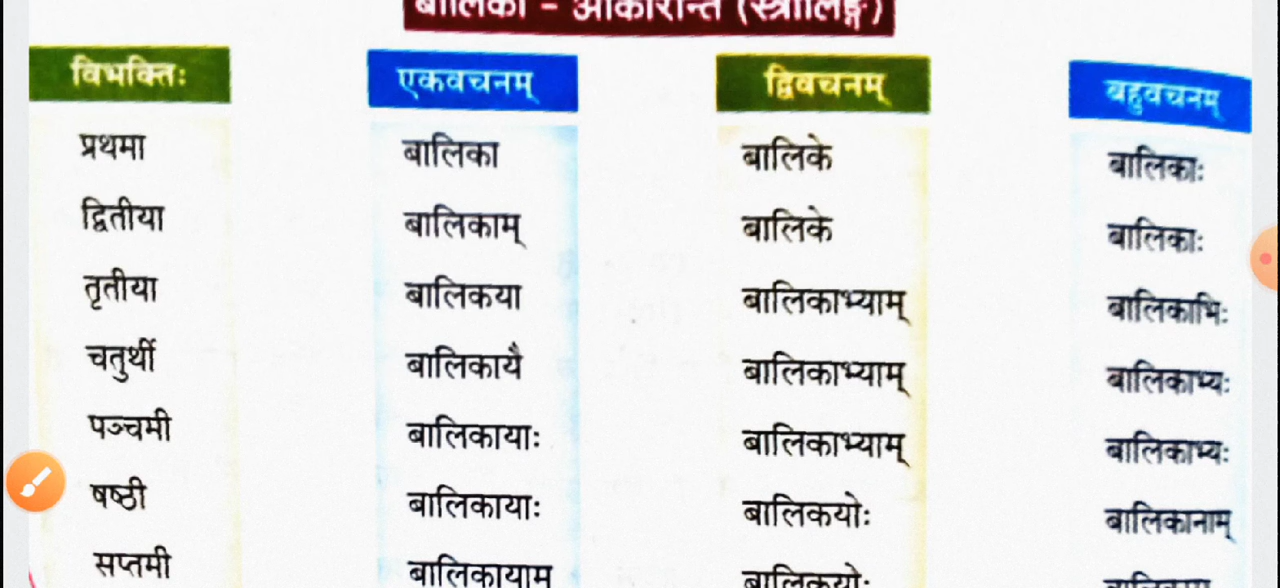 बालिका - आकारान्त (स्त्रीलिङ्ग)
विभक्तिः एकवचनम् द्विवचनम् बहुवचनम्
प्रथमा बालिका बालिके बालिकाः
द्वितीया बालिकाम् बालिके बालिकाः
तृतीया बालिकया बालिकाभ्याम् बालिकाभिः
चतुर्थी बालिकायै बालिकाभ्याम् बालिकाभ्यः
पञ्चमी बालिकायाः बालिकाभ्याम् बालिकाभ्यः
षष्ठी बालिकायाः बालिकयोः बालिकानाम्
सप्तमी बालिकायाम् बालिकयोः